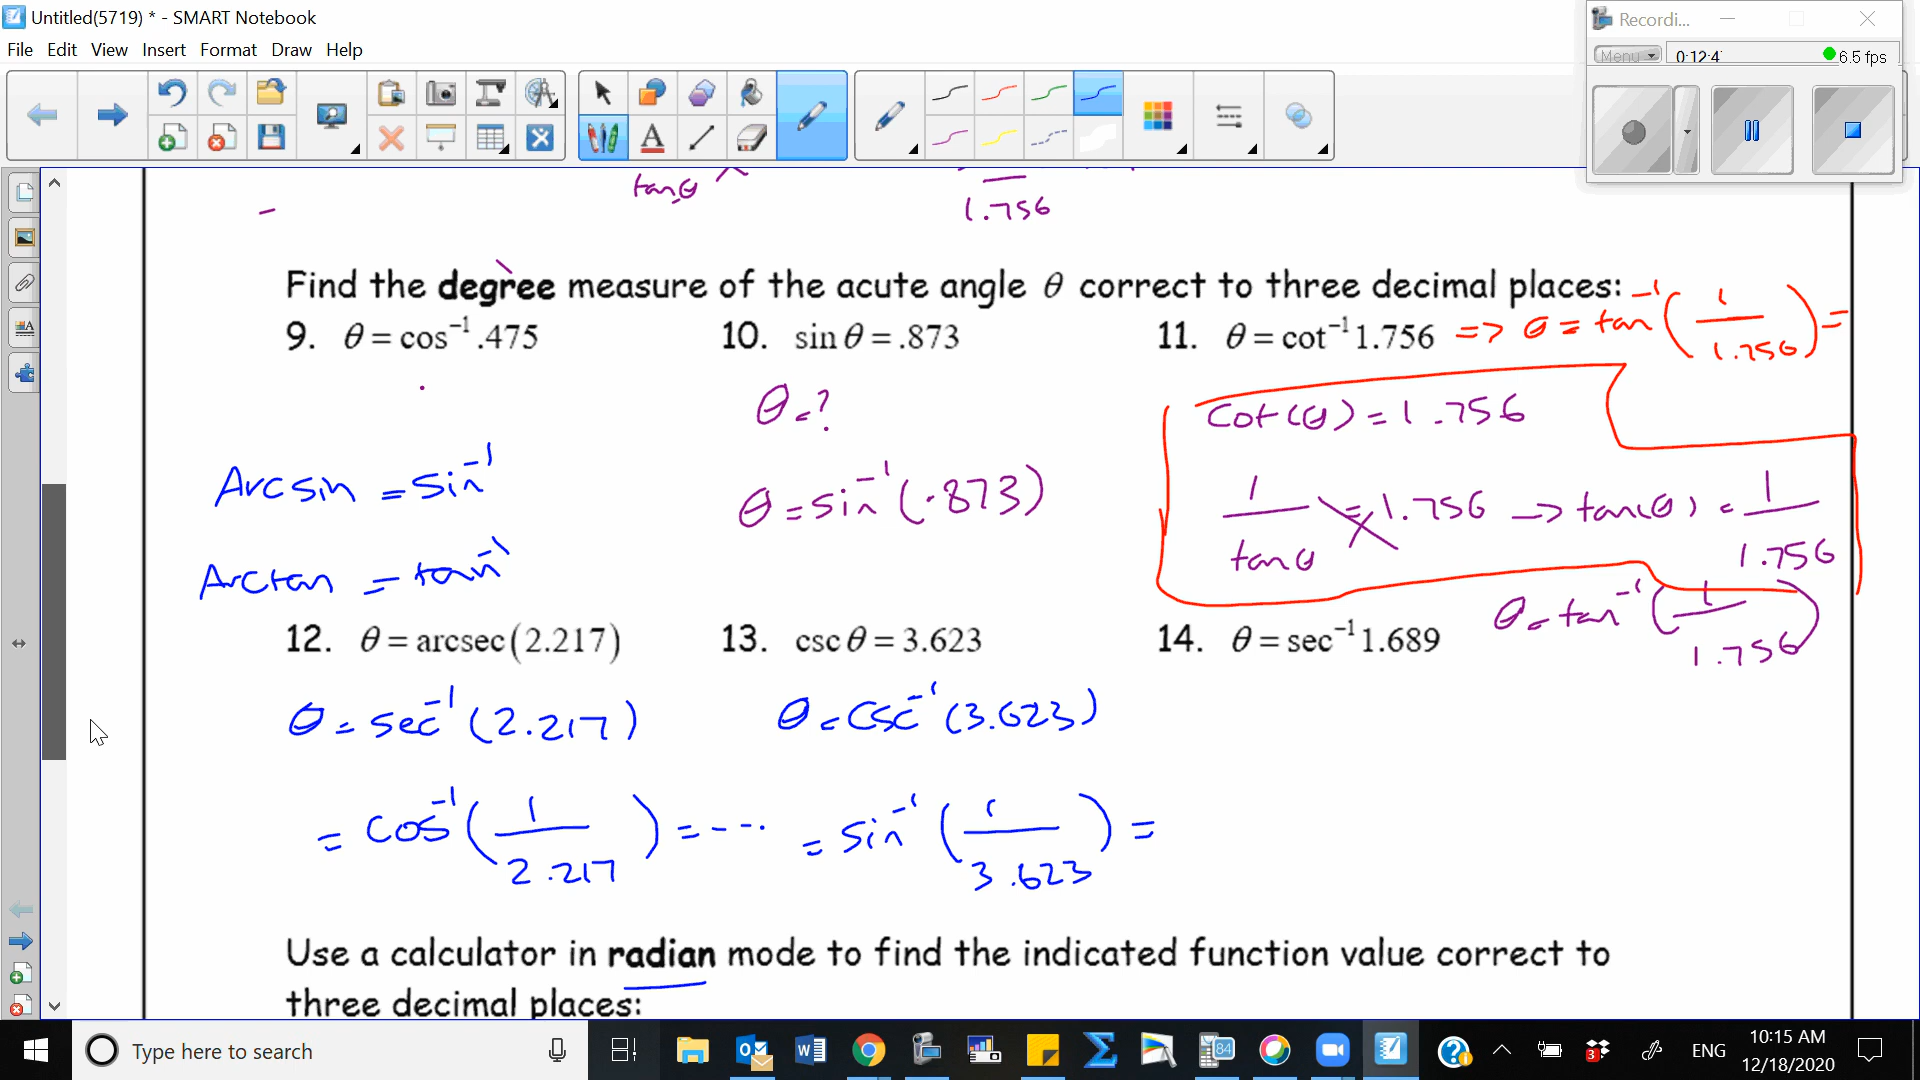 Untitled(5719) * - SMART Notebook
File Edit View Insert Format Draw Help
Recordi...
Menu 0:12:4 6.5 fps
tanθ
1.756
Find the degree measure of the acute angle θ correct to three decimal places:
9. θ = cos⁻¹ .475
10. sin θ = .873
11. θ = cot⁻¹ 1.756 => θ = tan⁻¹(1/1.756) =
θ = ?
cot(θ) = 1.756
Arcsin = sin⁻¹
θ = sin⁻¹(.873)
1/tanθ = 1.756 → tan(θ) = 1/1.756
Arctan = tan⁻¹
θ = tan⁻¹(1/1.756)
12. θ = arcsec(2.217)
13. csc θ = 3.623
14. θ = sec⁻¹ 1.689
θ = sec⁻¹(2.217)
θ = csc⁻¹(3.623)
= cos⁻¹(1/2.217) = ---
= sin⁻¹(1/3.623) =
Use a calculator in radian mode to find the indicated function value correct to
three decimal places:
Type here to search
84
3
ENG
10:15 AM
12/18/2020